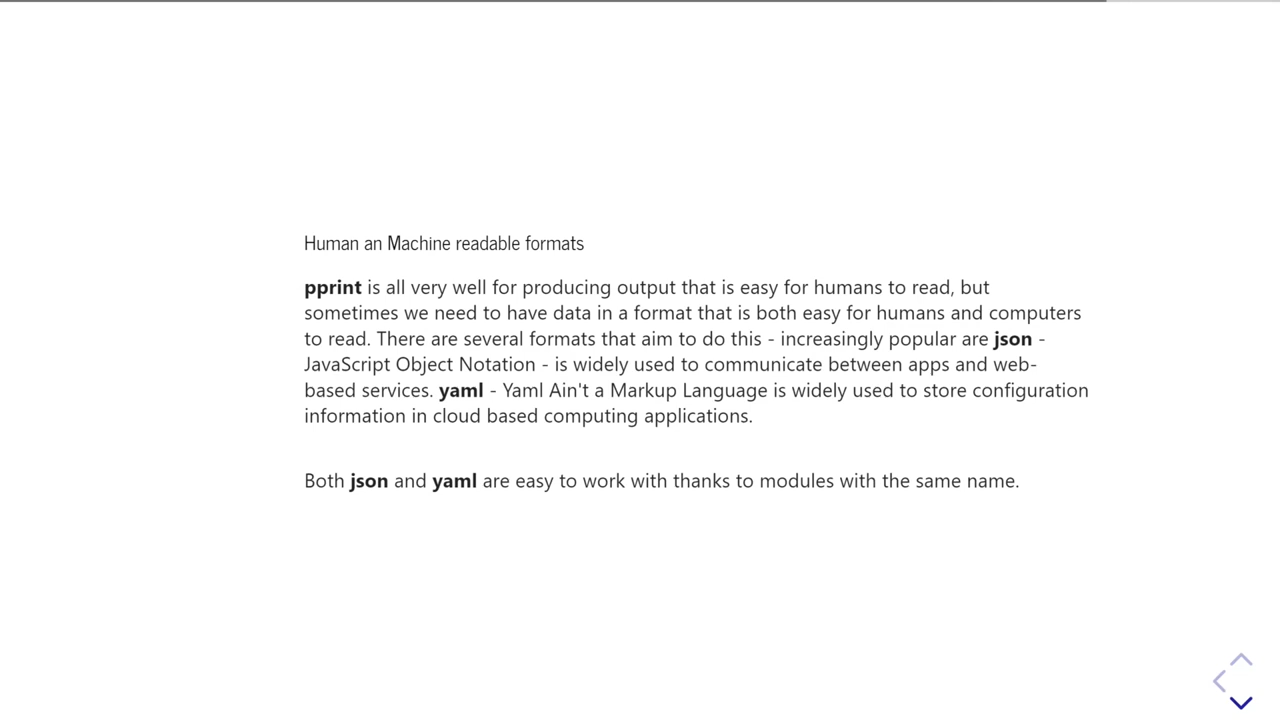 Human an Machine readable formats
pprint is all very well for producing output that is easy for humans to read, but
sometimes we need to have data in a format that is both easy for humans and computers
to read. There are several formats that aim to do this - increasingly popular are json -
JavaScript Object Notation - is widely used to communicate between apps and web-
based services. yaml - Yaml Ain't a Markup Language is widely used to store configuration
information in cloud based computing applications.
Both json and yaml are easy to work with thanks to modules with the same name.